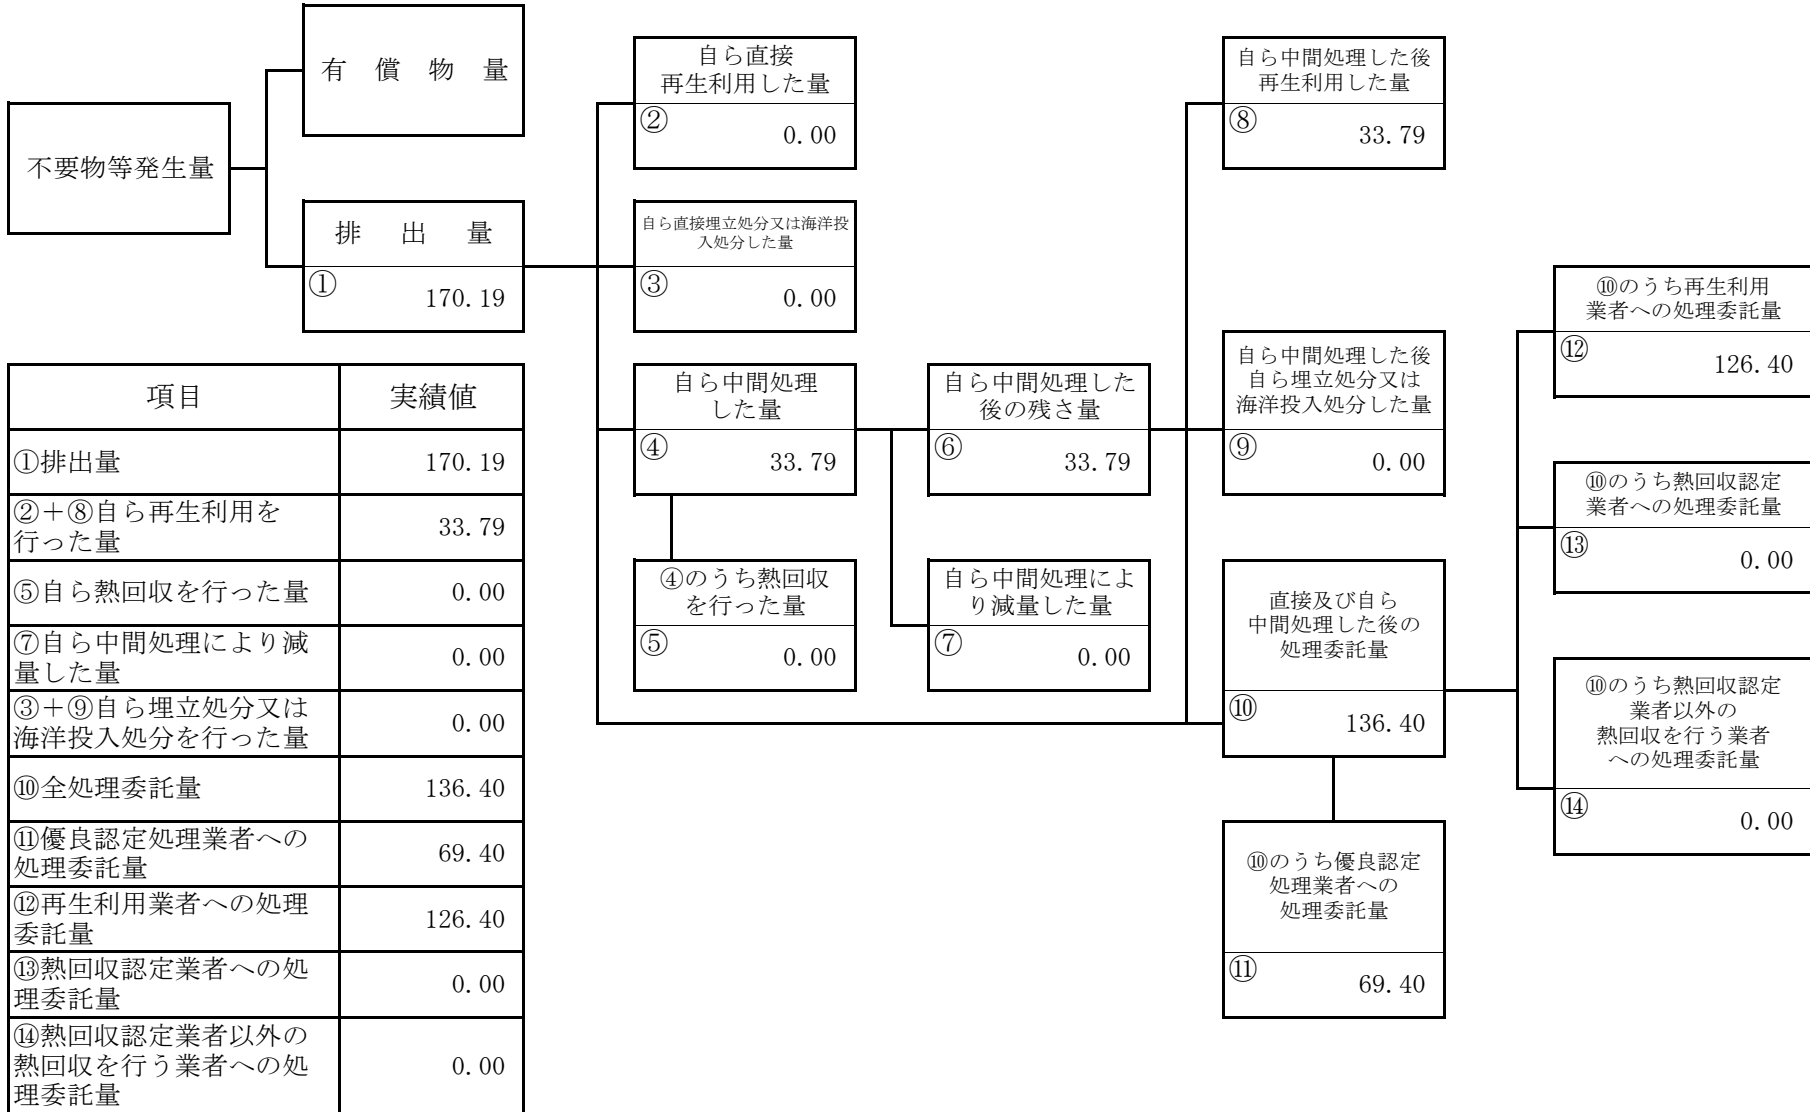 有償物量
不要物等発生量
排出量
① 170.19
自ら直接
再生利用した量
② 0.00
自ら直接埋立処分又は海洋投
入処分した量
③ 0.00
自ら中間処理
した量
④ 33.79
④のうち熱回収
を行った量
⑤ 0.00
自ら中間処理した
後の残さ量
⑥ 33.79
自ら中間処理によ
り減量した量
⑦ 0.00
自ら中間処理した後
再生利用した量
⑧ 33.79
自ら中間処理した後
自ら埋立処分又は
海洋投入処分した量
⑨ 0.00
直接及び自ら
中間処理した後の
処理委託量
⑩ 136.40
⑩のうち優良認定
処理業者への
処理委託量
⑪ 69.40
⑩のうち再生利用
業者への処理委託量
⑫ 126.40
⑩のうち熱回収認定
業者への処理委託量
⑬ 0.00
⑩のうち熱回収認定
業者以外の
熱回収を行う業者
への処理委託量
⑭ 0.00
項目 実績値
①排出量 170.19
②＋⑧自ら再生利用を
行った量 33.79
⑤自ら熱回収を行った量 0.00
⑦自ら中間処理により減
量した量 0.00
③＋⑨自ら埋立処分又は
海洋投入処分を行った量 0.00
⑩全処理委託量 136.40
⑪優良認定処理業者への
処理委託量 69.40
⑫再生利用業者への処理
委託量 126.40
⑬熱回収認定業者への処
理委託量 0.00
⑭熱回収認定業者以外の
熱回収を行う業者への処
理委託量 0.00